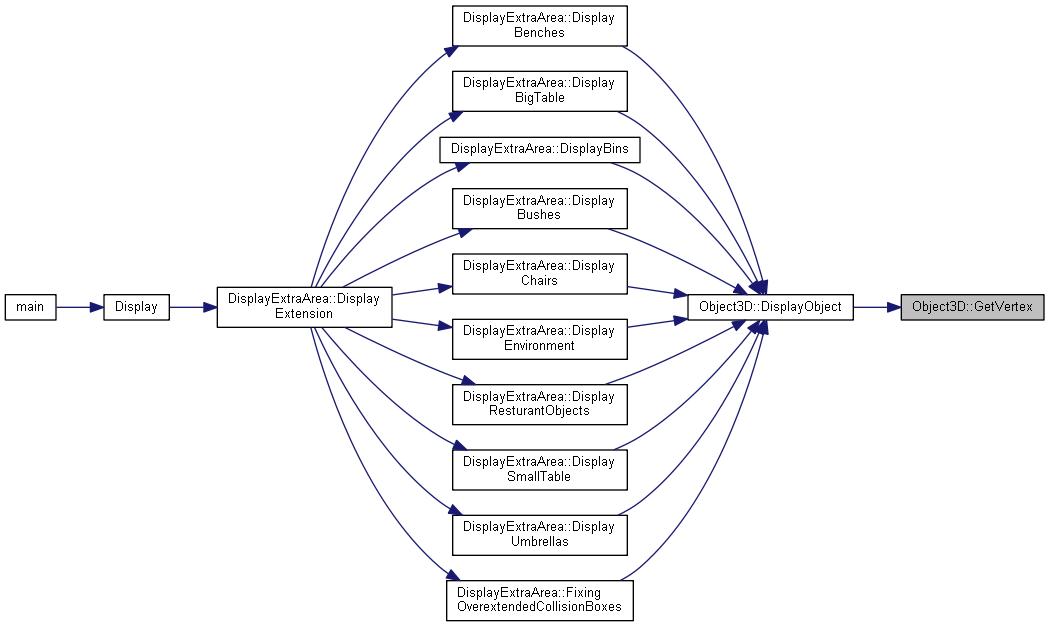 main
Display
DisplayExtraArea::Display
Extension
DisplayExtraArea::Display
Benches
DisplayExtraArea::Display
BigTable
DisplayExtraArea::DisplayBins
DisplayExtraArea::Display
Bushes
DisplayExtraArea::Display
Chairs
DisplayExtraArea::Display
Environment
DisplayExtraArea::Display
ResturantObjects
DisplayExtraArea::Display
SmallTable
DisplayExtraArea::Display
Umbrellas
DisplayExtraArea::Fixing
OverextendedCollisionBoxes
Object3D::DisplayObject
Object3D::GetVertex